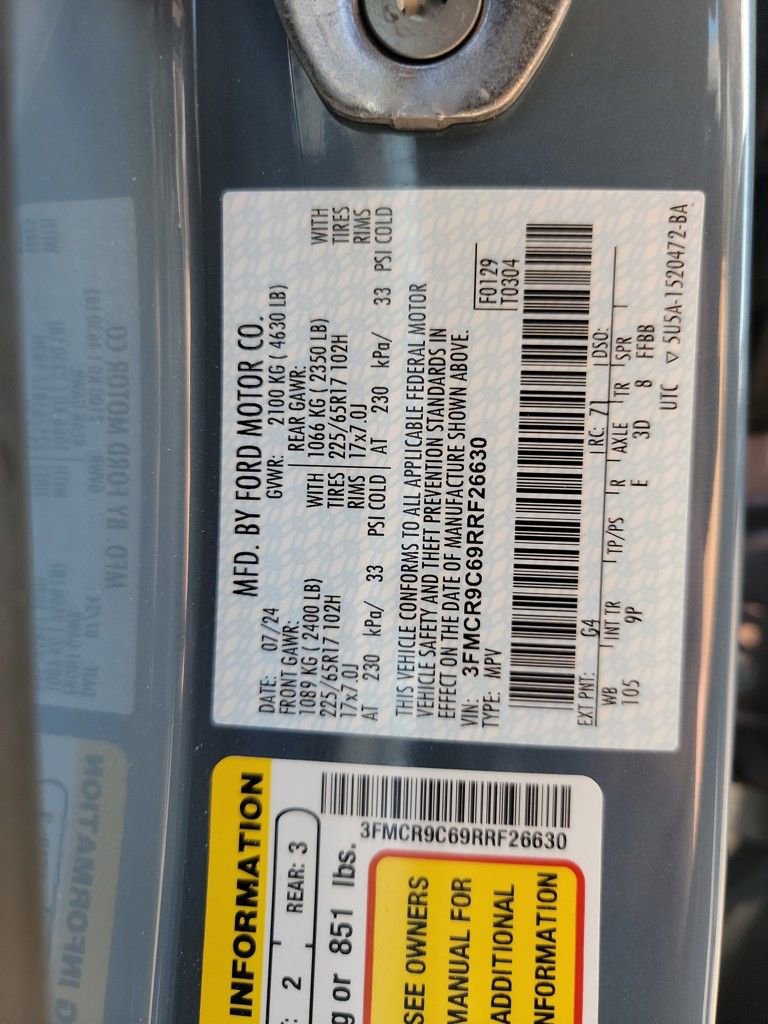 MFD. BY FORD MOTOR CO.
DATE: 07/24 GVWR: 2100 KG ( 4630 LB)
FRONT GAWR: REAR GAWR:
1089 KG ( 2400 LB) WITH 1066 KG ( 2350 LB) WITH
225/65R17 102H TIRES 225/65R17 102H TIRES
17x7.0J RIMS 17x7.0J RIMS
AT 230 kPa/ 33 PSI COLD AT 230 kPa/ 33 PSI COLD
THIS VEHICLE CONFORMS TO ALL APPLICABLE FEDERAL MOTOR
VEHICLE SAFETY AND THEFT PREVENTION STANDARDS IN
EFFECT ON THE DATE OF MANUFACTURE SHOWN ABOVE.
VIN: 3FMCR9C69RRF26630
TYPE: MPV
F0129
T0304
EXT PNT: G4 RC: 71 DSO:
WB INT TR TP/PS R AXLE TR SPR
105 9P E 3D 8 FFBB
UTC ▽ 5U5A-1520472-BA
INFORMATION
: 2 REAR: 3
g or 851 lbs.
3FMCR9C69RRF26630
SEE OWNERS
MANUAL FOR
ADDITIONAL
NFORMATION